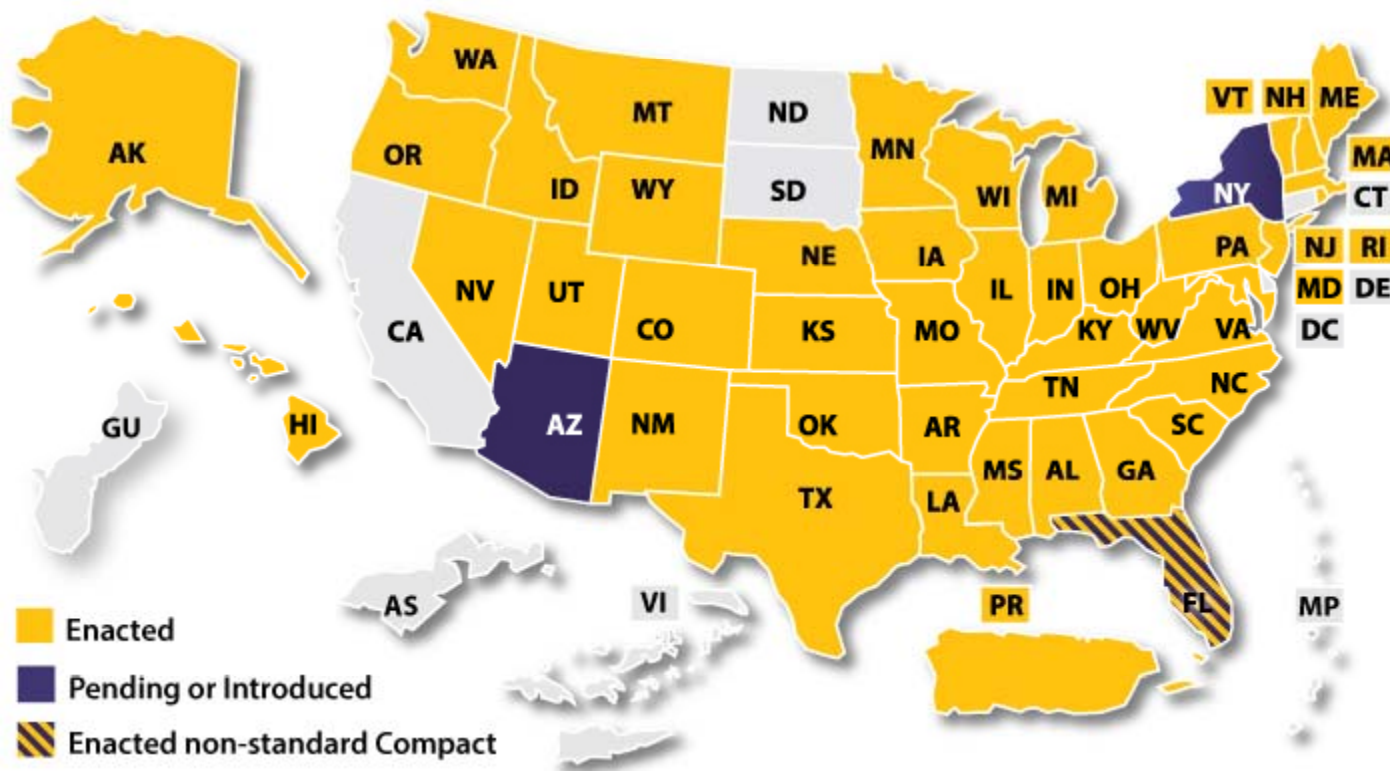 WA
MT
ND
MN
VT NH ME
AK
OR
ID
WY
SD
WI
MI
NY
MA
CT
NE
IA
PA
NJ RI
NV
UT
CO
IL
IN
OH
MD DE
CA
KS
MO
KY
WV
VA
DC
AZ
NM
OK
AR
TN
NC
GU
HI
TX
LA
MS
AL
GA
SC
AS
VI
PR
FL
MP
Enacted
Pending or Introduced
Enacted non-standard Compact